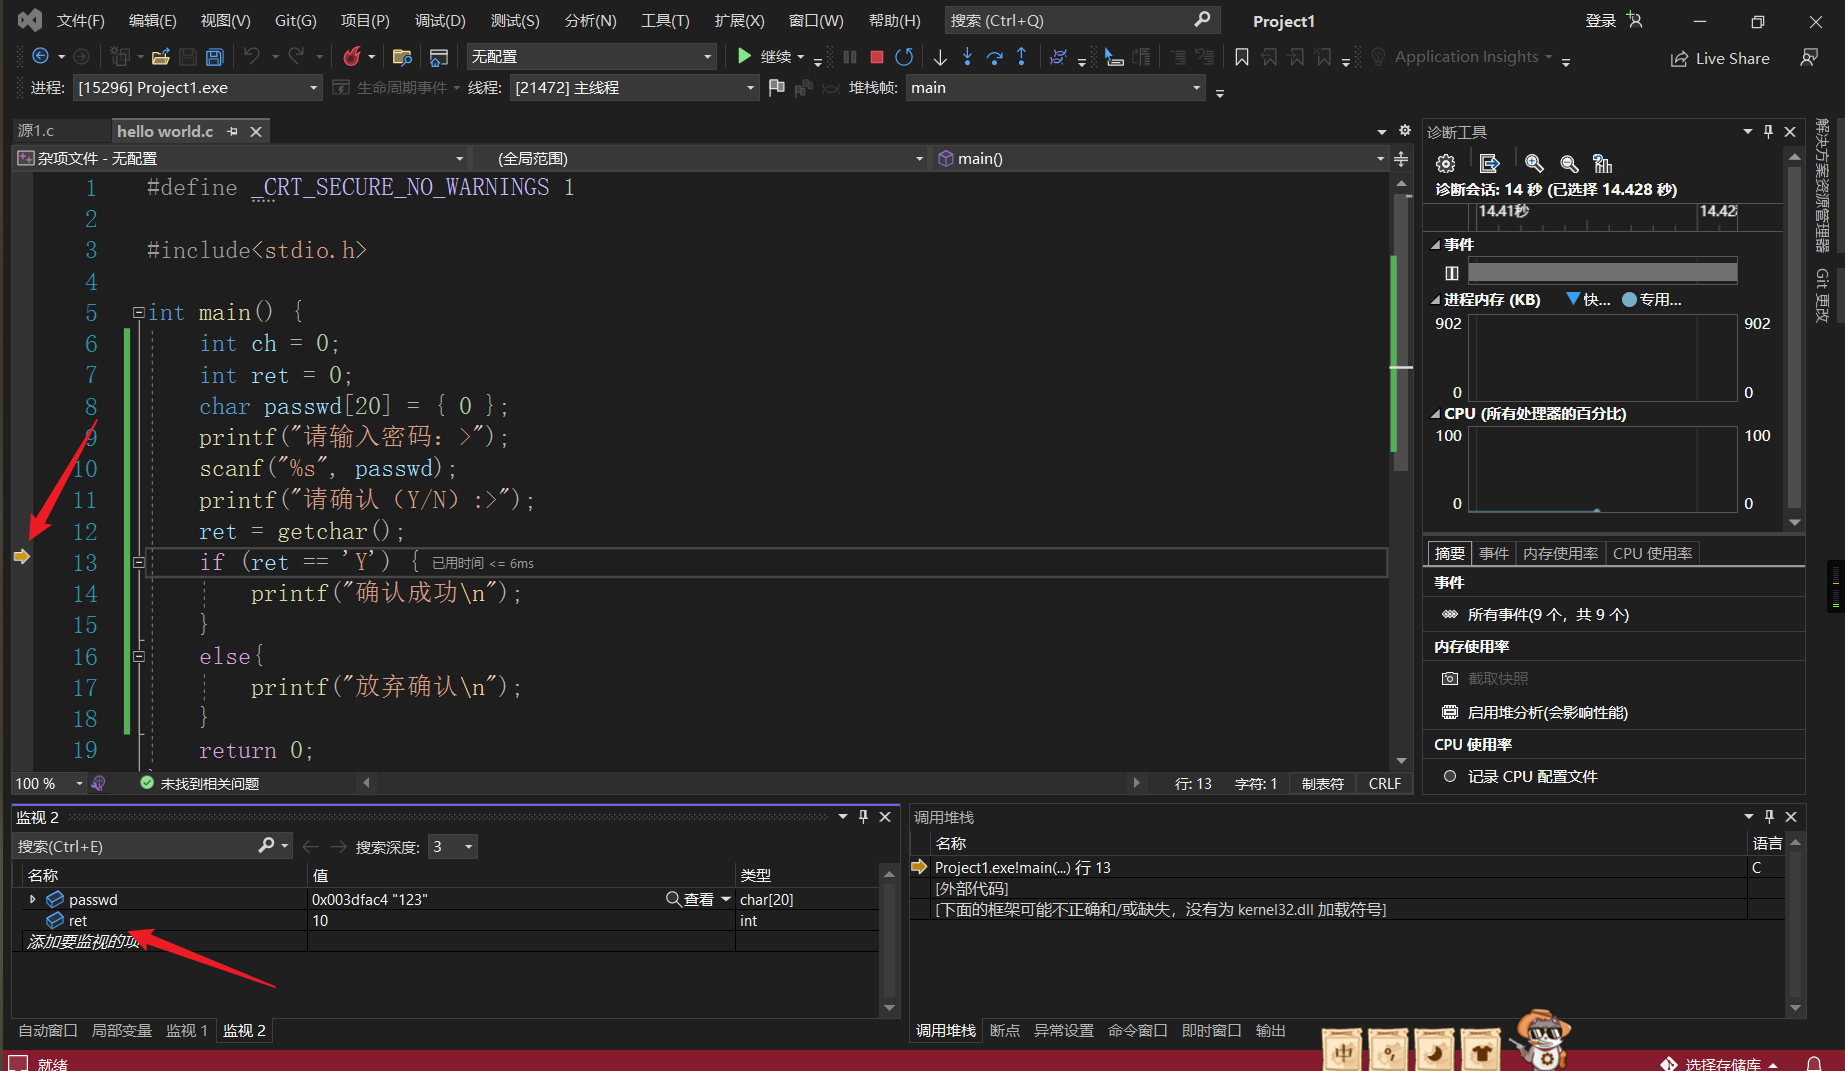 文件(F) 编辑(E) 视图(V) Git(G) 项目(P) 调试(D) 测试(S) 分析(N) 工具(T) 扩展(X) 窗口(W) 帮助(H) 搜索 (Ctrl+Q) Project1 登录
无配置 继续 Application Insights Live Share
进程: [15296] Project1.exe 生命周期事件 线程: [21472] 主线程 堆栈帧: main
源1.c hello world.c
杂项文件 - 无配置 (全局范围) main()
1 #define _CRT_SECURE_NO_WARNINGS 1
2
3 #include<stdio.h>
4
5 int main() {
6 int ch = 0;
7 int ret = 0;
8 char passwd[20] = { 0 };
9 printf("请输入密码：>");
10 scanf("%s", passwd);
11 printf("请确认（Y/N）:>");
12 ret = getchar();
13 if (ret == 'Y') { 已用时间 <= 6ms
14 printf("确认成功\n");
15 }
16 else{
17 printf("放弃确认\n");
18 }
19 return 0;
100 % 未找到相关问题 行: 13 字符: 1 制表符 CRLF
诊断工具
诊断会话: 14 秒 (已选择 14.428 秒)
14.41秒 14.42
事件
进程内存 (KB) 快... 专用...
902 902
0 0
CPU (所有处理器的百分比)
100 100
0 0
摘要 事件 内存使用率 CPU 使用率
事件
所有事件(9 个，共 9 个)
内存使用率
截取快照
启用堆分析(会影响性能)
CPU 使用率
记录 CPU 配置文件
解决方案资源管理器
Git 更改
监视 2
搜索(Ctrl+E) 搜索深度: 3
名称 值 类型
passwd 0x003dfac4 "123" 查看 char[20]
ret 10 int
添加要监视的项
自动窗口 局部变量 监视 1 监视 2
调用堆栈
名称 语言
Project1.exe!main(...) 行 13 C
[外部代码]
[下面的框架可能不正确和/或缺失，没有为 kernel32.dll 加载符号]
调用堆栈 断点 异常设置 命令窗口 即时窗口 输出
中
就绪 选择存储库